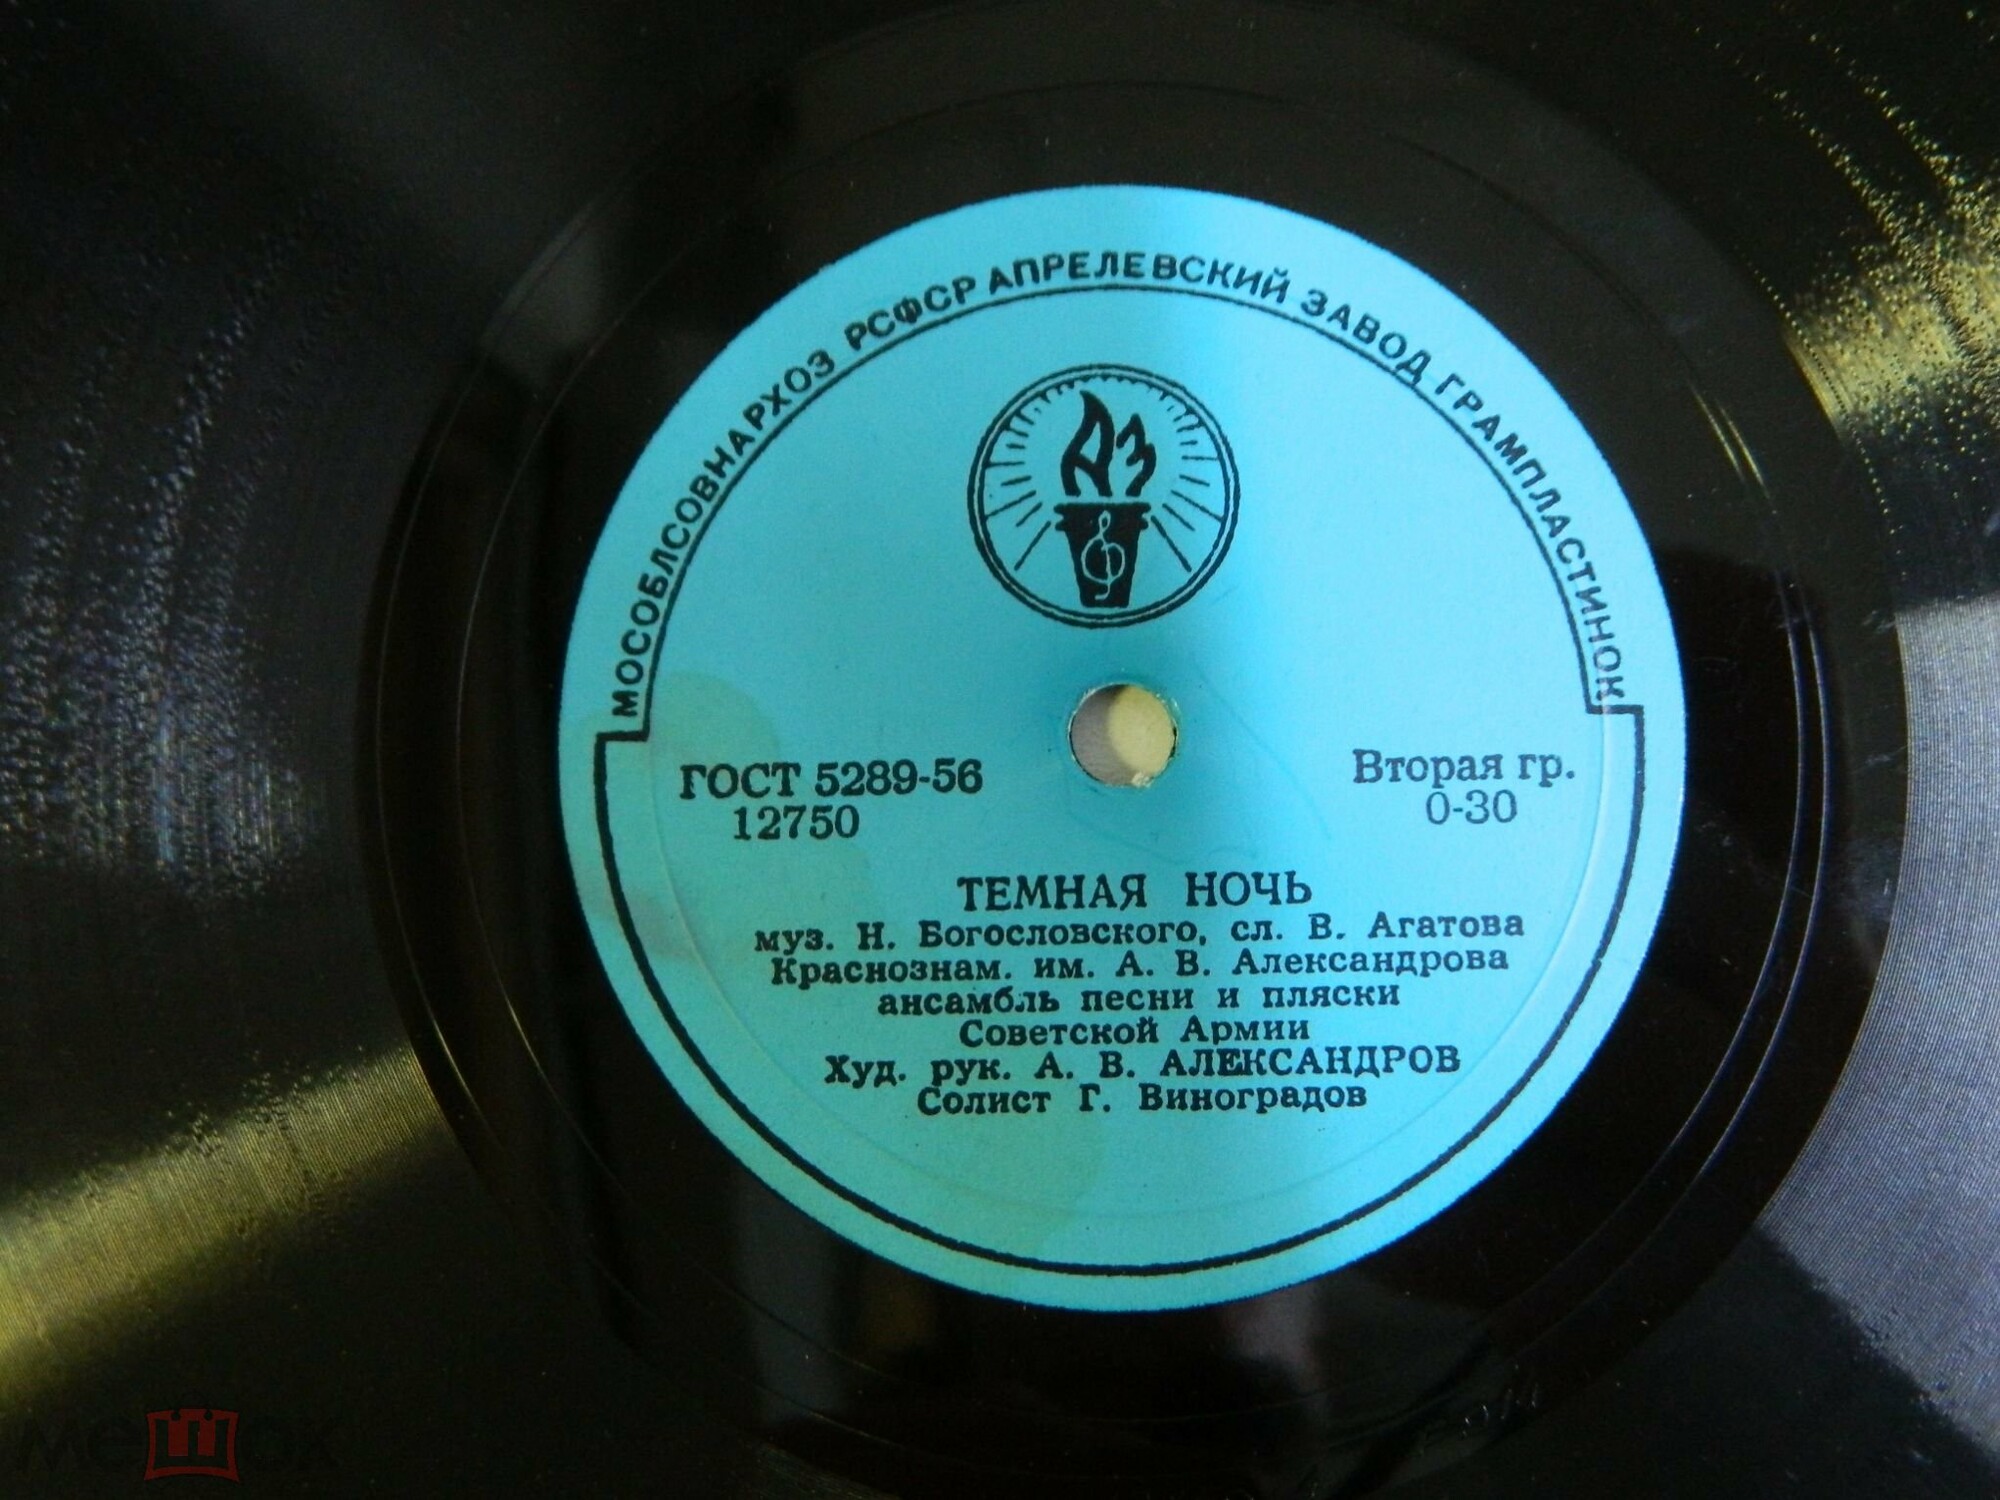 МОСОБЛСОВНАРХОЗ РСФСР АПРЕЛЕВСКИЙ ЗАВОД ГРАМПЛАСТИНОК
АЗ
ГОСТ 5289-56
12750
Вторая гр.
0-30
ТЕМНАЯ НОЧЬ
муз. Н. Богословского, сл. В. Агатова
Краснознам. им. А. В. Александрова
ансамбль песни и пляски
Советской Армии
Худ. рук. А. В. АЛЕКСАНДРОВ
Солист Г. Виноградов
мешок